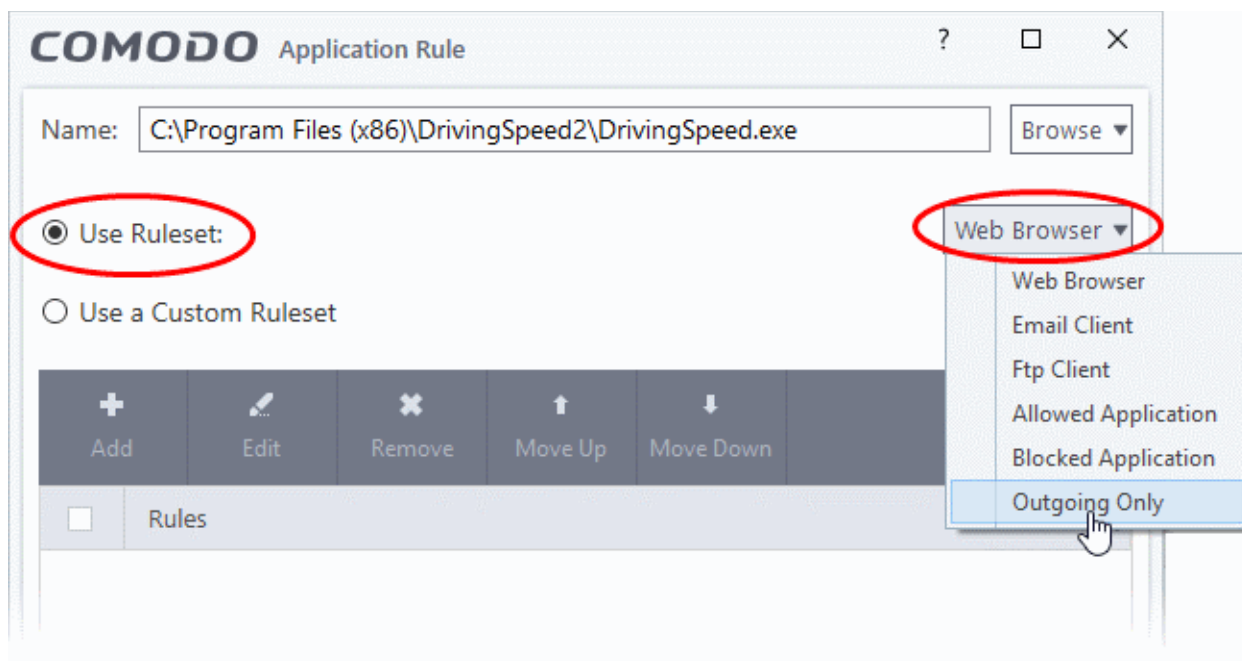 COMODO Application Rule ?
Name: C:\Program Files (x86)\DrivingSpeed2\DrivingSpeed.exe Browse
Use Ruleset: Web Browser
Web Browser
Email Client
Use a Custom Ruleset
Ftp Client
Allowed Application
Add Edit Remove Move Up Move Down
Blocked Application
Outgoing Only
Rules